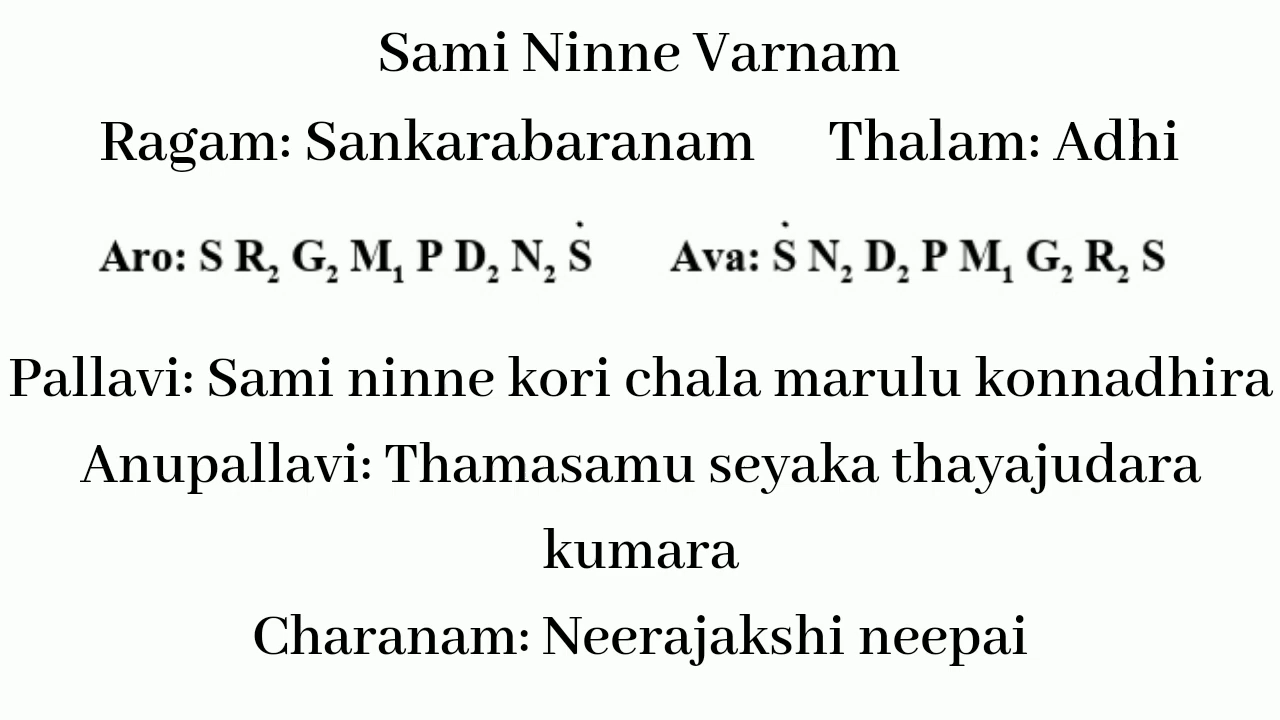 Sami Ninne Varnam
Ragam: Sankarabaranam Thalam: Adhi
Aro: S R₂ G₂ M₁ P D₂ N₂ Ṡ Ava: Ṡ N₂ D₂ P M₁ G₂ R₂ S
Pallavi: Sami ninne kori chala marulu konnadhira
Anupallavi: Thamasamu seyaka thayajudara
kumara
Charanam: Neerajakshi neepai